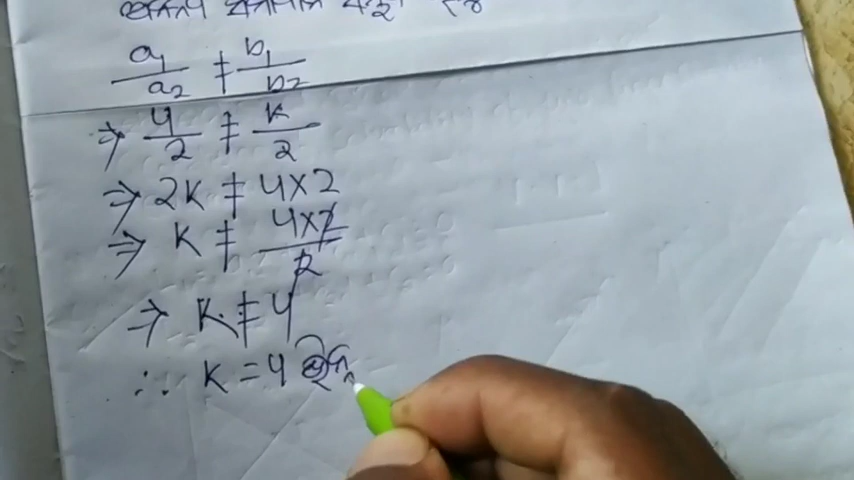 a₁/a₂ ≠ b₁/b₂
⇒ 4/2 ≠ k/2
⇒ 2k ≠ 4×2
⇒ k ≠ 4×2/2
⇒ k ≠ 4
∴ k = 4